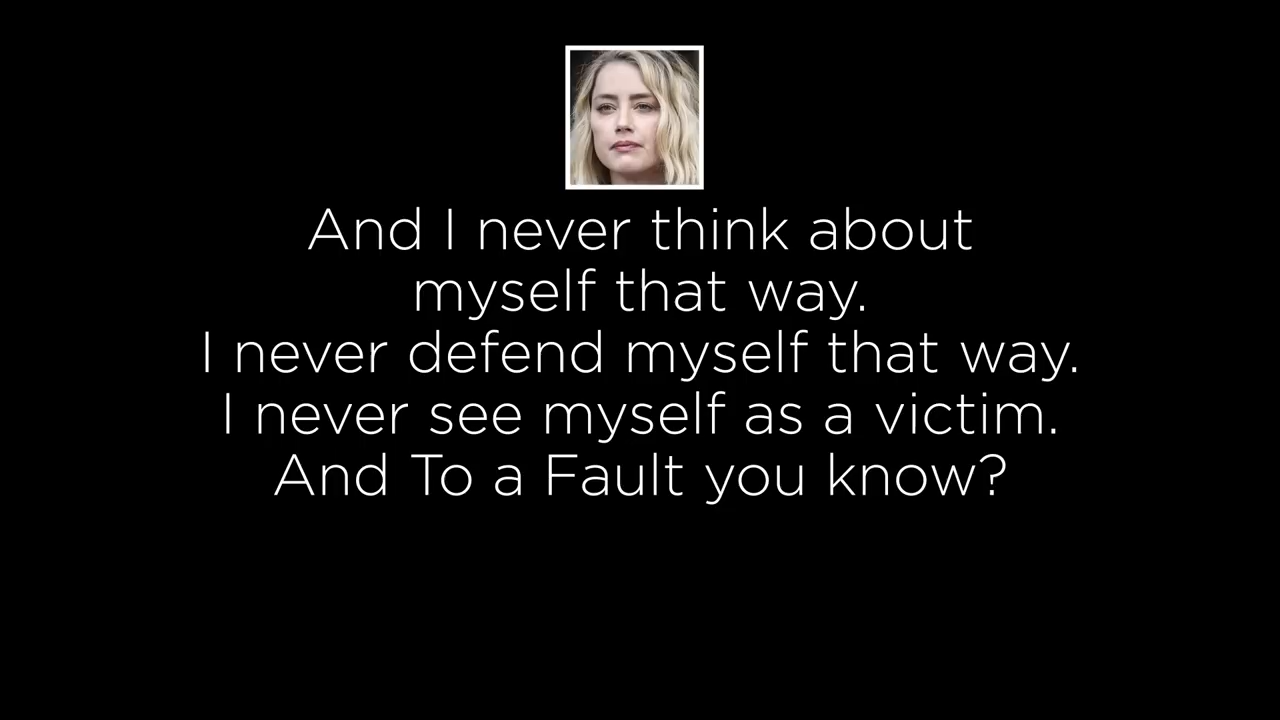 And I never think about
myself that way.
I never defend myself that way.
I never see myself as a victim.
And To a Fault you know?